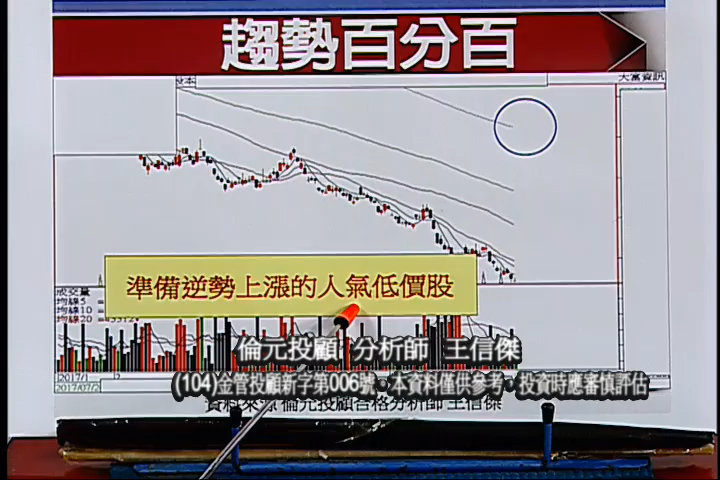 趨勢百分百
股本
大富資訊
準備逆勢上漲的人氣低價股
成交量
均線5
均線10
均線20
倫元投顧 分析師 王信傑
(104)金管投顧新字第006號‧本資料僅供參考‧投資時應審慎評估
2017/1
資料來源:倫元投顧合格分析師 王信傑